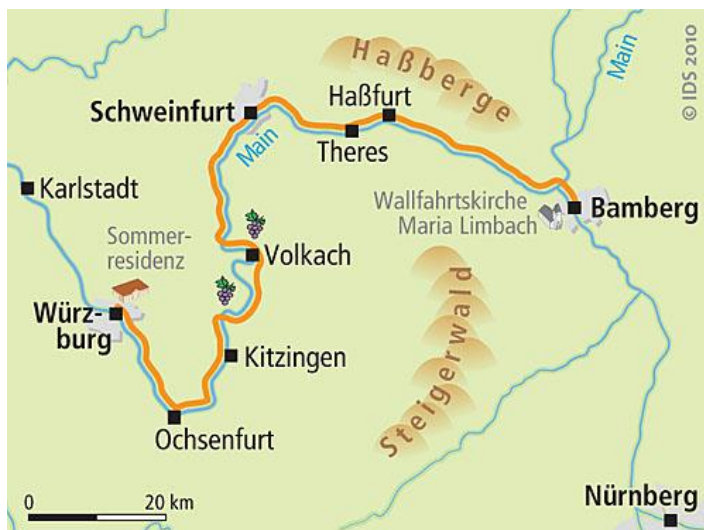 Haßberge
Main
© IDS 2010
Haßfurt
Schweinfurt
Main
Theres
Karlstadt
Wallfahrtskirche
Maria Limbach
Bamberg
Sommer-
residenz
Volkach
Würz-
burg
Steigerwald
Kitzingen
Ochsenfurt
0 20 km
Nürnberg